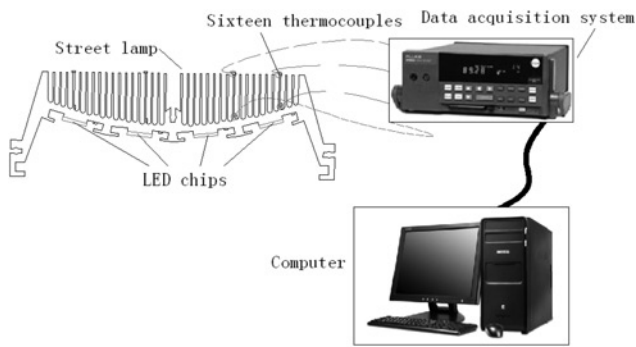 Sixteen thermocouples
Data acquisition system
Street lamp
LED chips
Computer